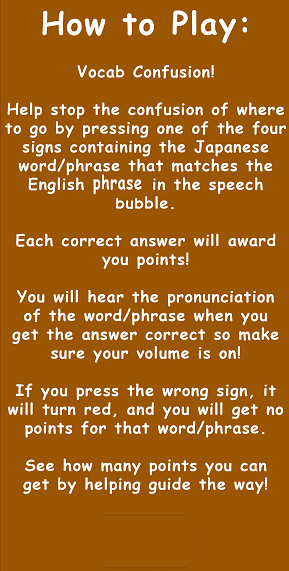 How to Play:
Vocab Confusion!
Help stop the confusion of where
to go by pressing one of the four
signs containing the Japanese
word/phrase that matches the
English phrase in the speech
bubble.
Each correct answer will award
you points!
You will hear the pronunciation
of the word/phrase when you
get the answer correct so make
sure your volume is on!
If you press the wrong sign, it
will turn red, and you will get no
points for that word/phrase.
See how many points you can
get by helping guide the way!